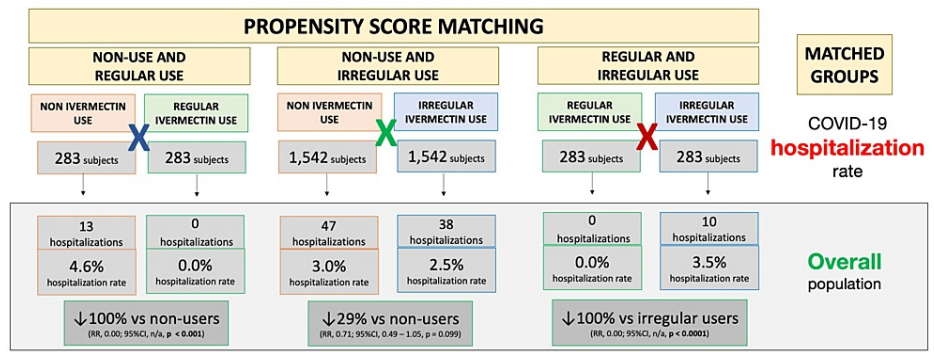 PROPENSITY SCORE MATCHING
NON-USE AND
REGULAR USE
NON-USE AND
IRREGULAR USE
REGULAR AND
IRREGULAR USE
MATCHED
GROUPS
NON IVERMECTIN
USE
REGULAR
IVERMECTIN USE
NON IVERMECTIN
USE
IRREGULAR
IVERMECTIN USE
REGULAR
IVERMECTIN USE
IRREGULAR
IVERMECTIN USE
X
X
X
COVID-19
hospitalization
rate
283 subjects
283 subjects
1,542 subjects
1,542 subjects
283 subjects
283 subjects
13
hospitalizations
0
hospitalizations
47
hospitalizations
38
hospitalizations
0
hospitalizations
10
hospitalizations
4.6%
hospitalization rate
0.0%
hospitalization rate
3.0%
hospitalization rate
2.5%
hospitalization rate
0.0%
hospitalization rate
3.5%
hospitalization rate
Overall
population
↓100% vs non-users
(RR, 0.00; 95%CI, n/a, p < 0.001)
↓29% vs non-users
(RR, 0.71; 95%CI, 0.49 – 1.05, p = 0.099)
↓100% vs irregular users
(RR, 0.00; 95%CI, n/a, p < 0.0001)